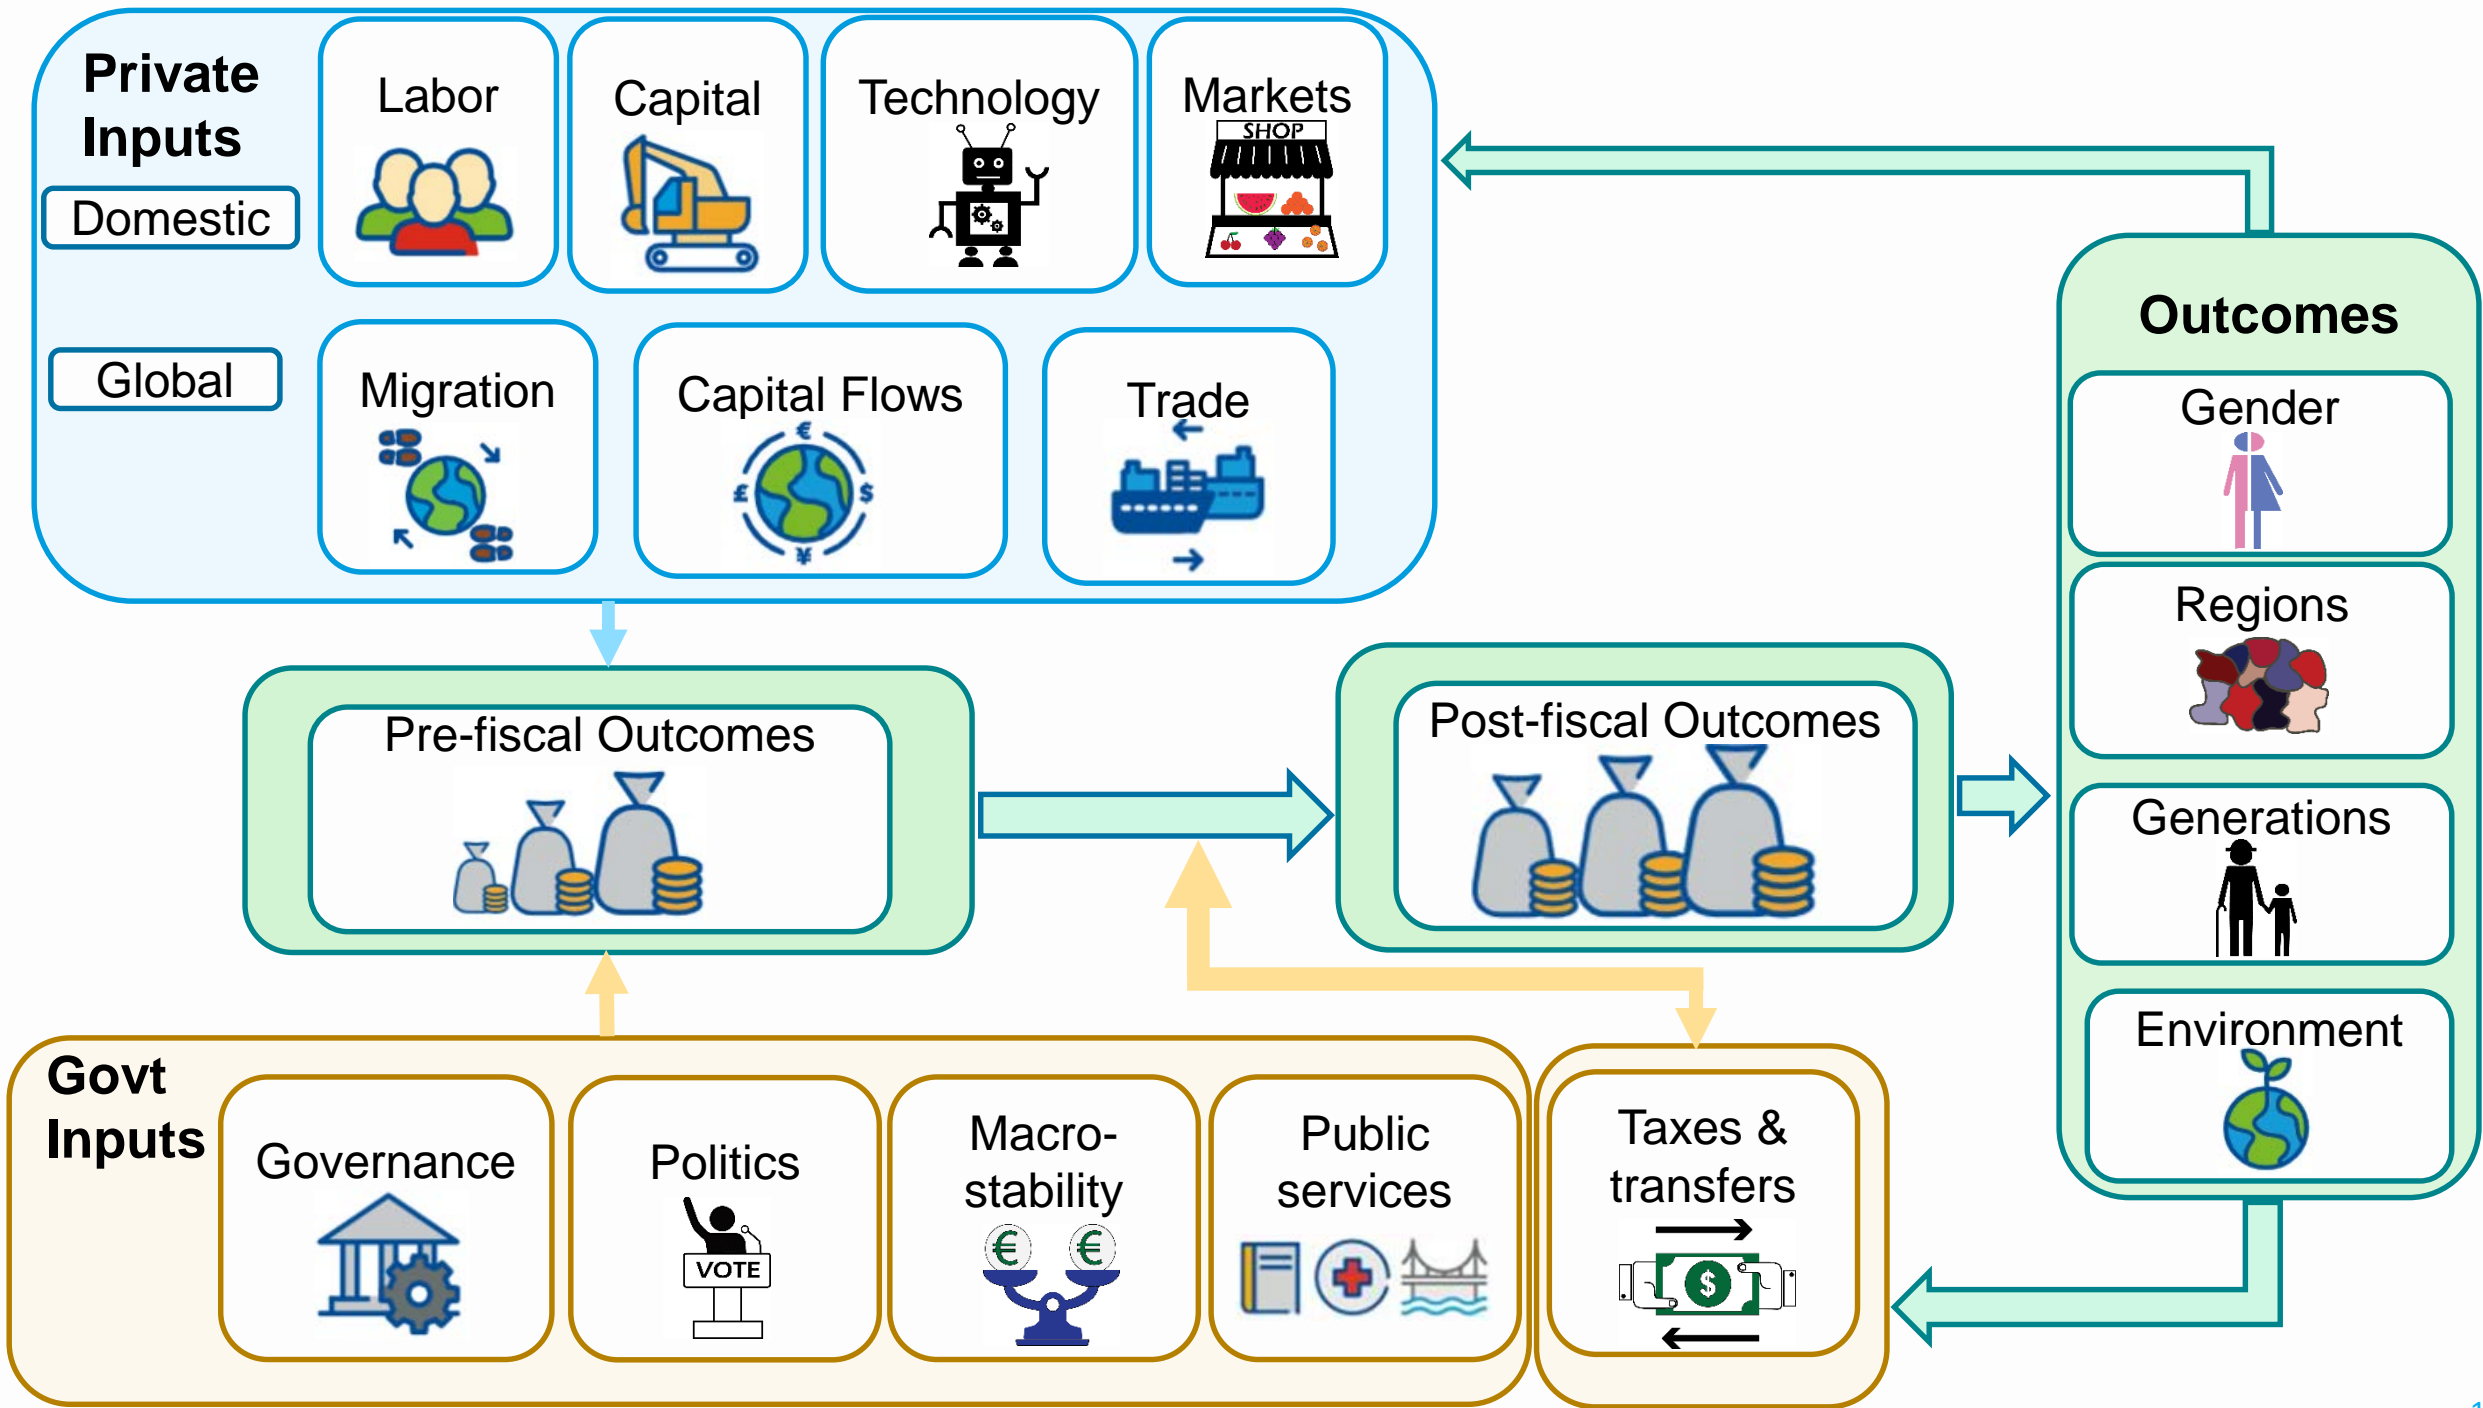 Private
Inputs
Domestic
Labor
Capital
Technology
Markets
SHOP
Global
Migration
Capital Flows
€
£
$
¥
Trade
Pre-fiscal Outcomes
Post-fiscal Outcomes
Outcomes
Gender
Regions
Generations
Environment
Govt
Inputs
Governance
Politics
VOTE
Macro-
stability
€ €
Public
services
Taxes &
transfers
$